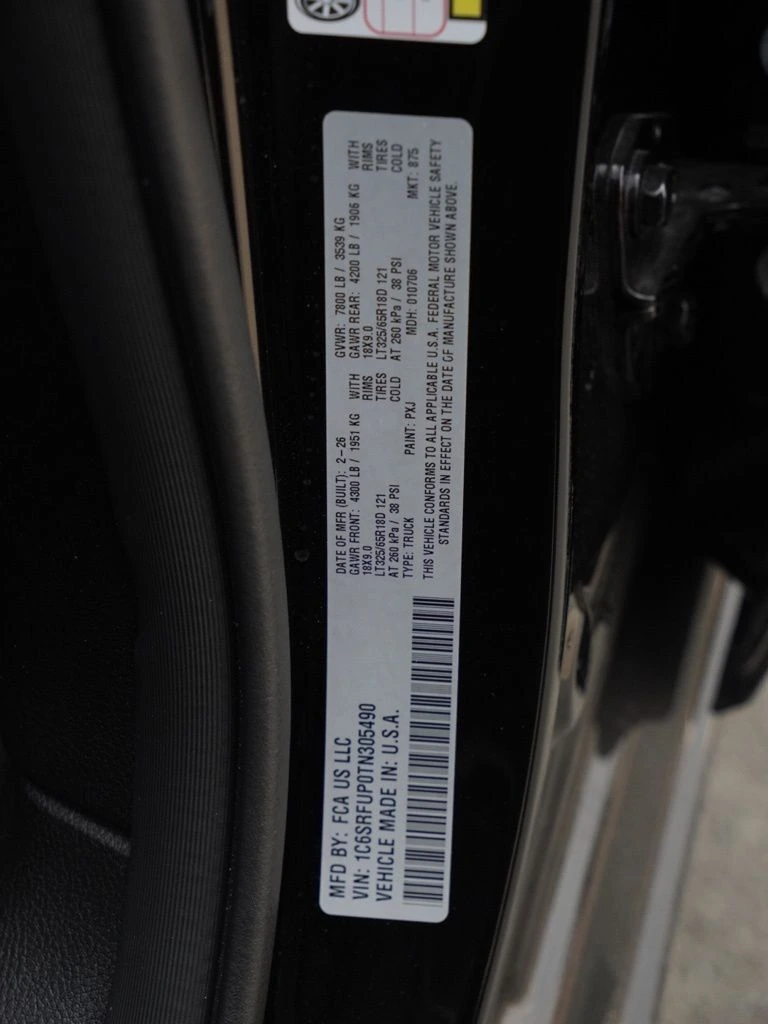 MFD BY: FCA US LLC
VIN: 1C6SRFUP0TN305490
VEHICLE MADE IN: U.S.A.
DATE OF MFR (BUILT): 2-26 GVWR: 7800 LB / 3539 KG
GAWR FRONT: 4300 LB / 1951 KG WITH GAWR REAR: 4200 LB / 1906 KG WITH
18X9.0 RIMS 18X9.0 RIMS
LT325/65R18D 121 TIRES LT325/65R18D 121 TIRES
AT 260 kPa / 38 PSI COLD AT 260 kPa / 38 PSI COLD
TYPE: TRUCK PAINT: PXJ MDH: 010706 MKT: 875
THIS VEHICLE CONFORMS TO ALL APPLICABLE U.S.A. FEDERAL MOTOR VEHICLE SAFETY
STANDARDS IN EFFECT ON THE DATE OF MANUFACTURE SHOWN ABOVE.